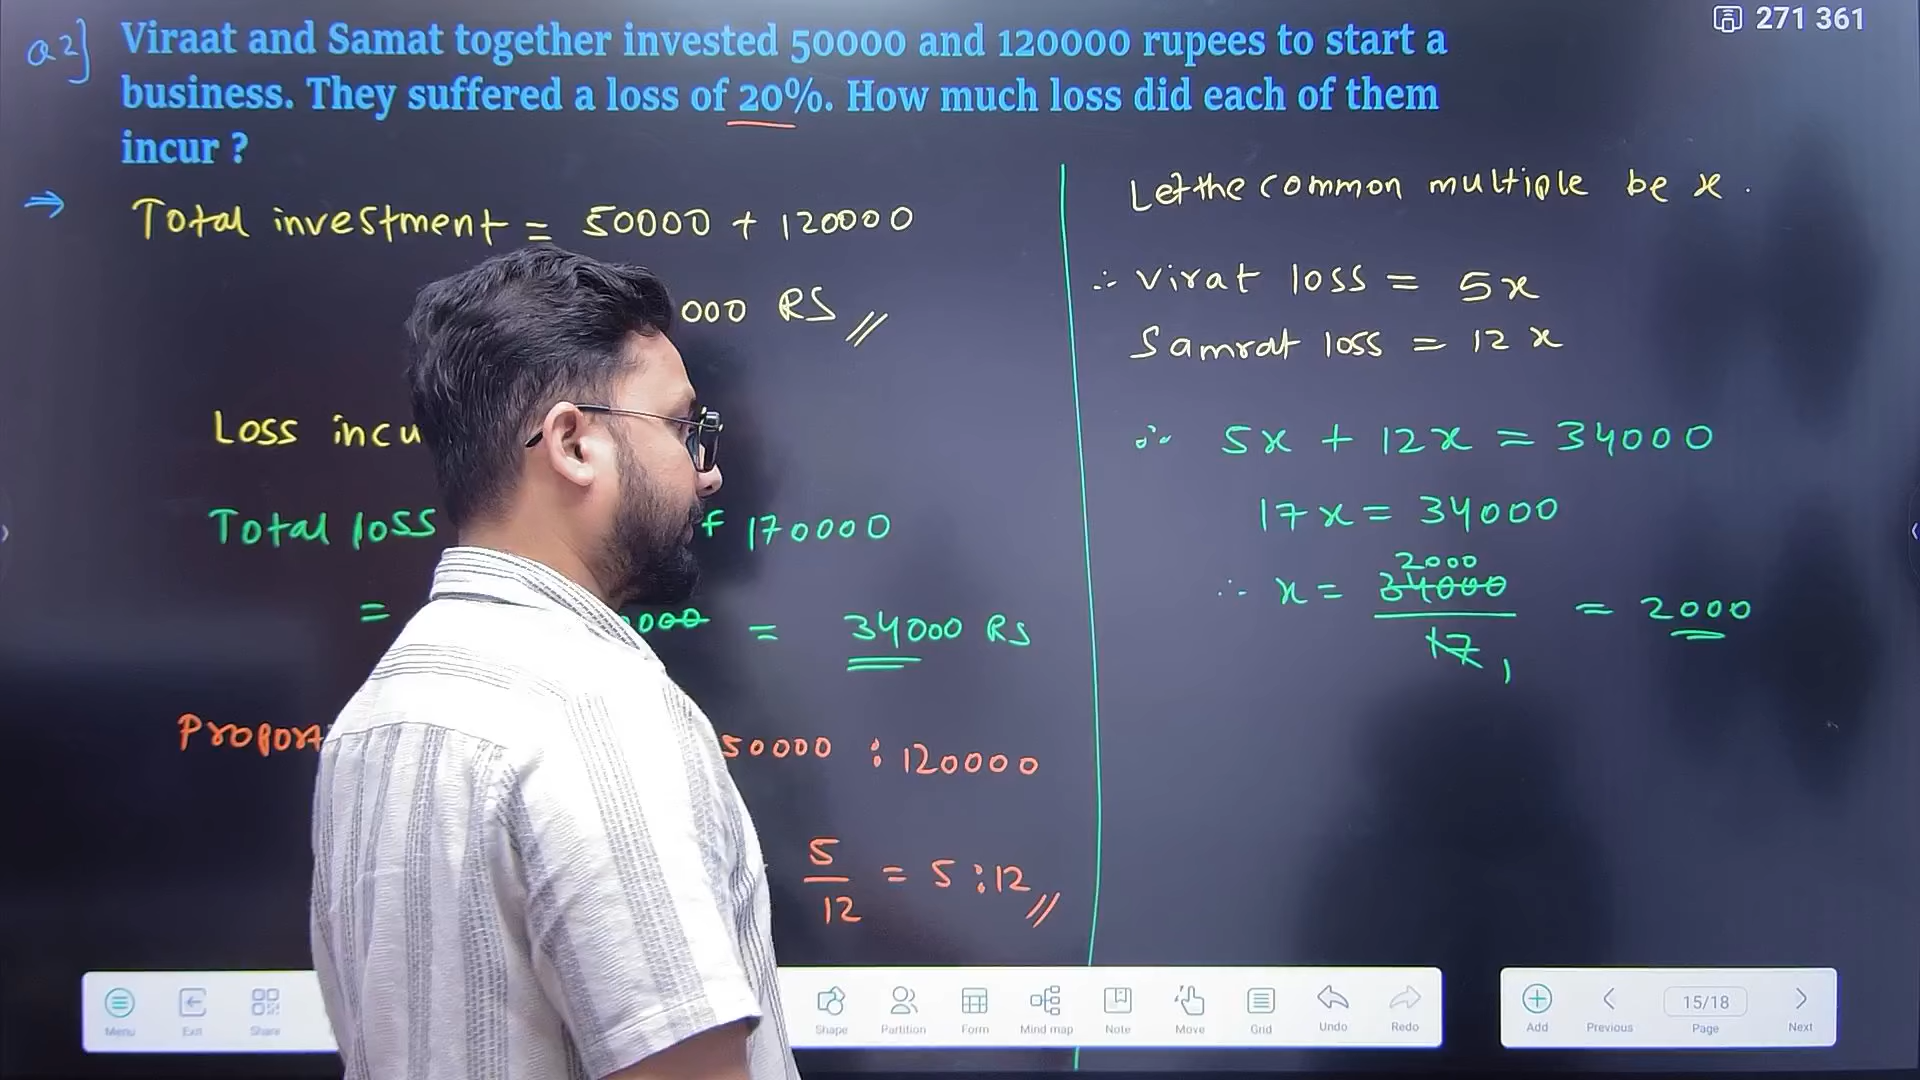 271 361
Q2] Viraat and Samat together invested 50000 and 120000 rupees to start a
business. They suffered a loss of 20%. How much loss did each of them
incur ?
⇒ Total investment = 50000 + 120000
000 RS //
Loss incu
Total loss f 170000
= = 34000 RS
Proport 50000 : 120000
5/12 = 5:12 //
Let the common multiple be x .
∴ Virat loss = 5x
Samrat loss = 12x
∴ 5x + 12x = 34000
17x = 34000
2000
∴ x = 34000/17 = 2000
1
Menu Exit Share Shape Partition Form Mind map Note Move Grid Undo Redo
15/18
Add Previous Page Next